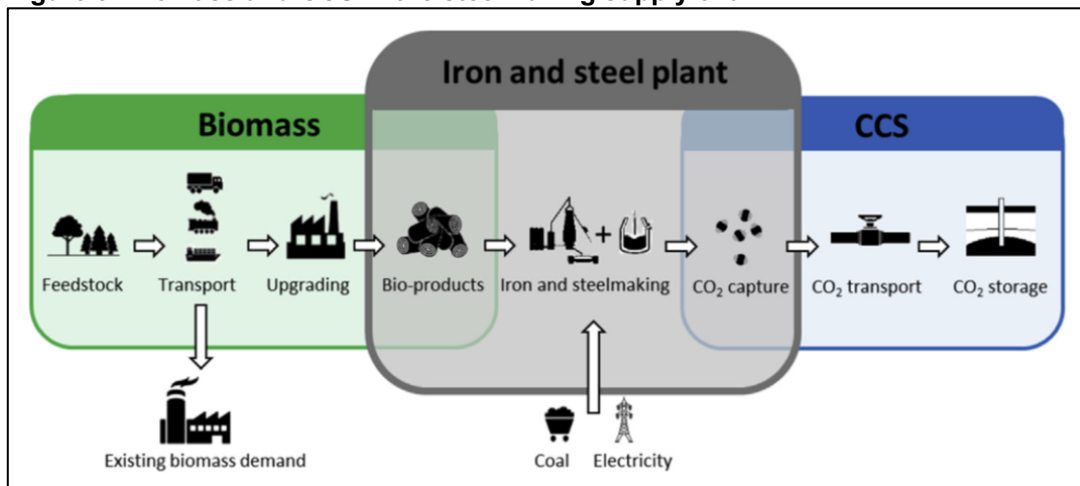 Iron and steel plant
Biomass
CCS
Feedstock
Transport
Upgrading
Bio-products
Iron and steelmaking
CO₂ capture
CO₂ transport
CO₂ storage
+
Existing biomass demand
Coal
Electricity